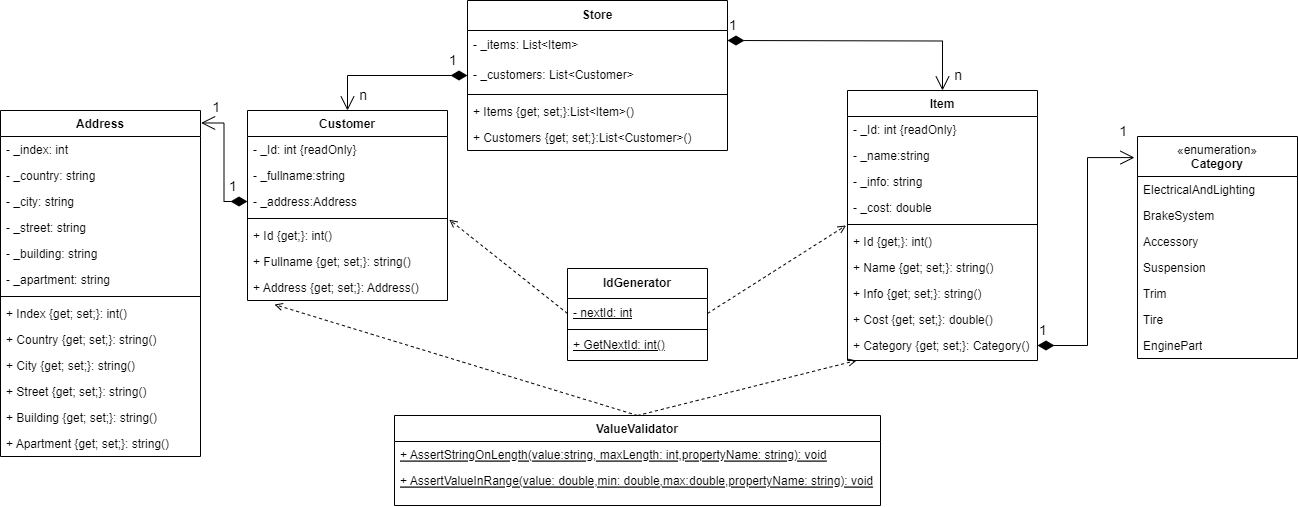 Store
- _items: List<Item>
- _customers: List<Customer>
+ Items {get; set;}:List<Item>()
+ Customers {get; set;}:List<Customer>()
1
1
n
n
Address
- _index: int
- _country: string
- _city: string
- _street: string
- _building: string
- _apartment: string
+ Index {get; set;}: int()
+ Country {get; set;}: string()
+ City {get; set;}: string()
+ Street {get; set;}: string()
+ Building {get; set;}: string()
+ Apartment {get; set;}: string()
1
1
Customer
- _Id: int {readOnly}
- _fullname:string
- _address:Address
+ Id {get;}: int()
+ Fullname {get; set;}: string()
+ Address {get; set;}: Address()
IdGenerator
- nextId: int
+ GetNextId: int()
Item
- _Id: int {readOnly}
- _name:string
- _info: string
- _cost: double
+ Id {get;}: int()
+ Name {get; set;}: string()
+ Info {get; set;}: string()
+ Cost {get; set;}: double()
+ Category {get; set;}: Category()
1
1
«enumeration»
Category
ElectricalAndLighting
BrakeSystem
Accessory
Suspension
Trim
Tire
EnginePart
ValueValidator
+ AssertStringOnLength(value:string, maxLength: int,propertyName: string): void
+ AssertValueInRange(value: double,min: double,max:double,propertyName: string): void